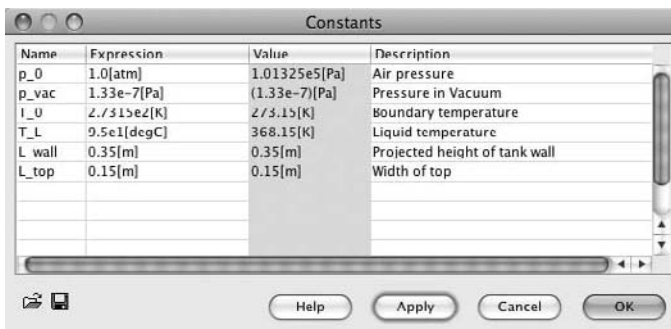 Constants
Name Expression Value Description
p_0 1.0[atm] 1.01325e5[Pa] Air pressure
p_vac 1.33e-7[Pa] (1.33e-7)[Pa] Pressure in Vacuum
T_0 2.7315e2[K] 273.15[K] Boundary temperature
T_L 9.5e1[degC] 368.15[K] Liquid temperature
L_wall 0.35[m] 0.35[m] Projected height of tank wall
L_top 0.15[m] 0.15[m] Width of top
Help Apply Cancel OK